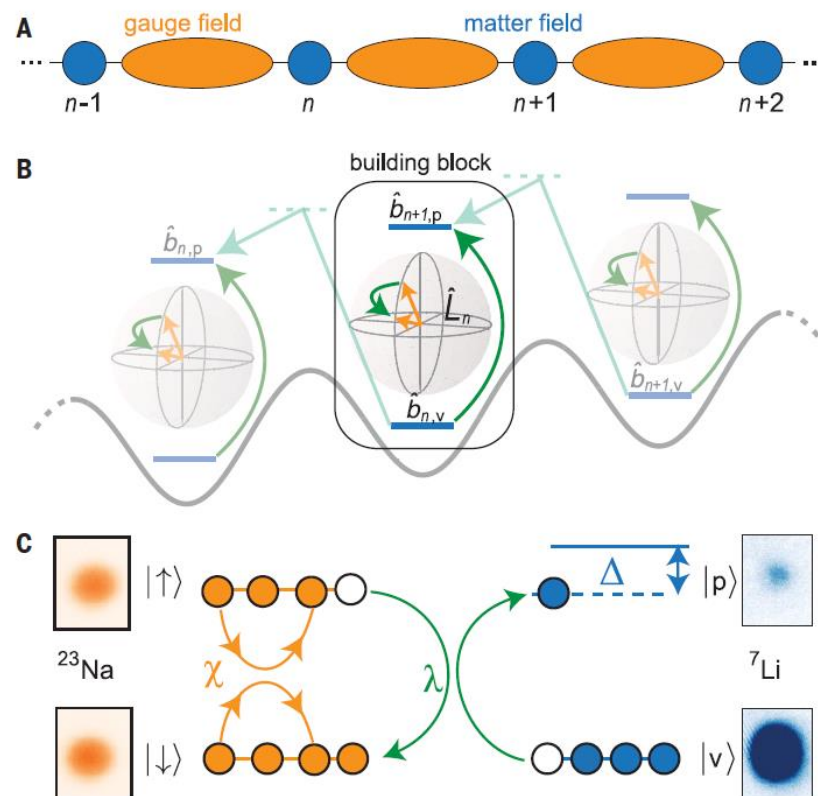 A
gauge field
matter field
...
...
n-1
n
n+1
n+2
B
building block
b̂n,p
b̂n+1,p
L̂n
b̂n,v
b̂n+1,v
C
|↑⟩
Δ
|p⟩
²³Na
χ
λ
⁷Li
|↓⟩
|v⟩